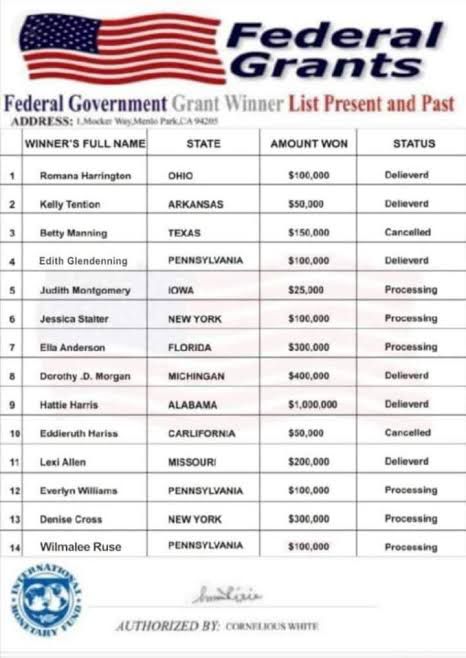 Federal
Grants
Federal Government Grant Winner List Present and Past
ADDRESS: 1,Mocker Way,Menlo Park,CA 94205
WINNER'S FULL NAME STATE AMOUNT WON STATUS
1 Romana Harrington OHIO $100,000 Delieverd
2 Kelly Tention ARKANSAS $50,000 Delieverd
3 Betty Manning TEXAS $150,000 Cancelled
4 Edith Glendenning PENNSYLVANIA $100,000 Delieverd
5 Judith Montgomery IOWA $25,000 Processing
6 Jessica Stalter NEW YORK $100,000 Processing
7 Ella Anderson FLORIDA $300,000 Processing
8 Dorothy .D. Morgan MICHINGAN $400,000 Delieverd
9 Hattie Harris ALABAMA $1,000,000 Delieverd
10 Eddieruth Hariss CARLIFORNIA $50,000 Cancelled
11 Lexi Allen MISSOURI $200,000 Delieverd
12 Everlyn Williams PENNSYLVANIA $100,000 Processing
13 Denise Cross NEW YORK $300,000 Processing
14 Wilmalee Ruse PENNSYLVANIA $100,000 Processing
INTERNATIONAL
MONETARY FUND
AUTHORIZED BY: CORNELIOUS WHITE